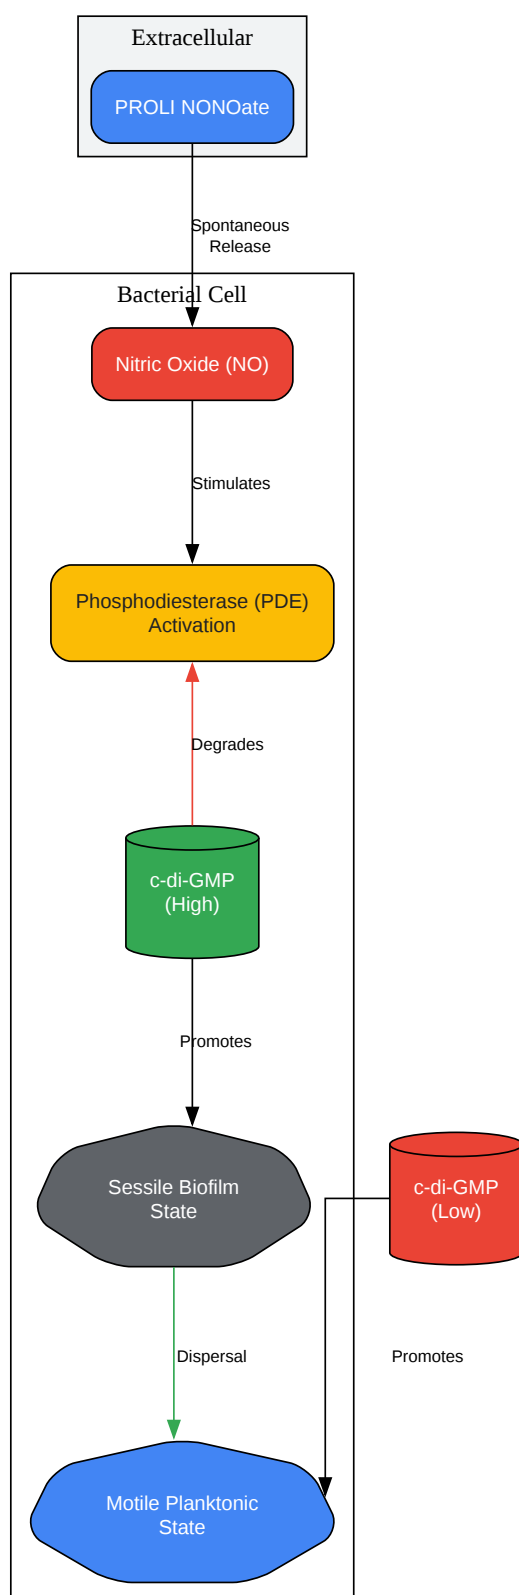 Extracellular
PROLI NONOate
Spontaneous
Release
Bacterial Cell
Nitric Oxide (NO)
Stimulates
Phosphodiesterase (PDE)
Activation
Degrades
c-di-GMP
(High)
Promotes
Sessile Biofilm
State
c-di-GMP
(Low)
Dispersal
Promotes
Motile Planktonic
State